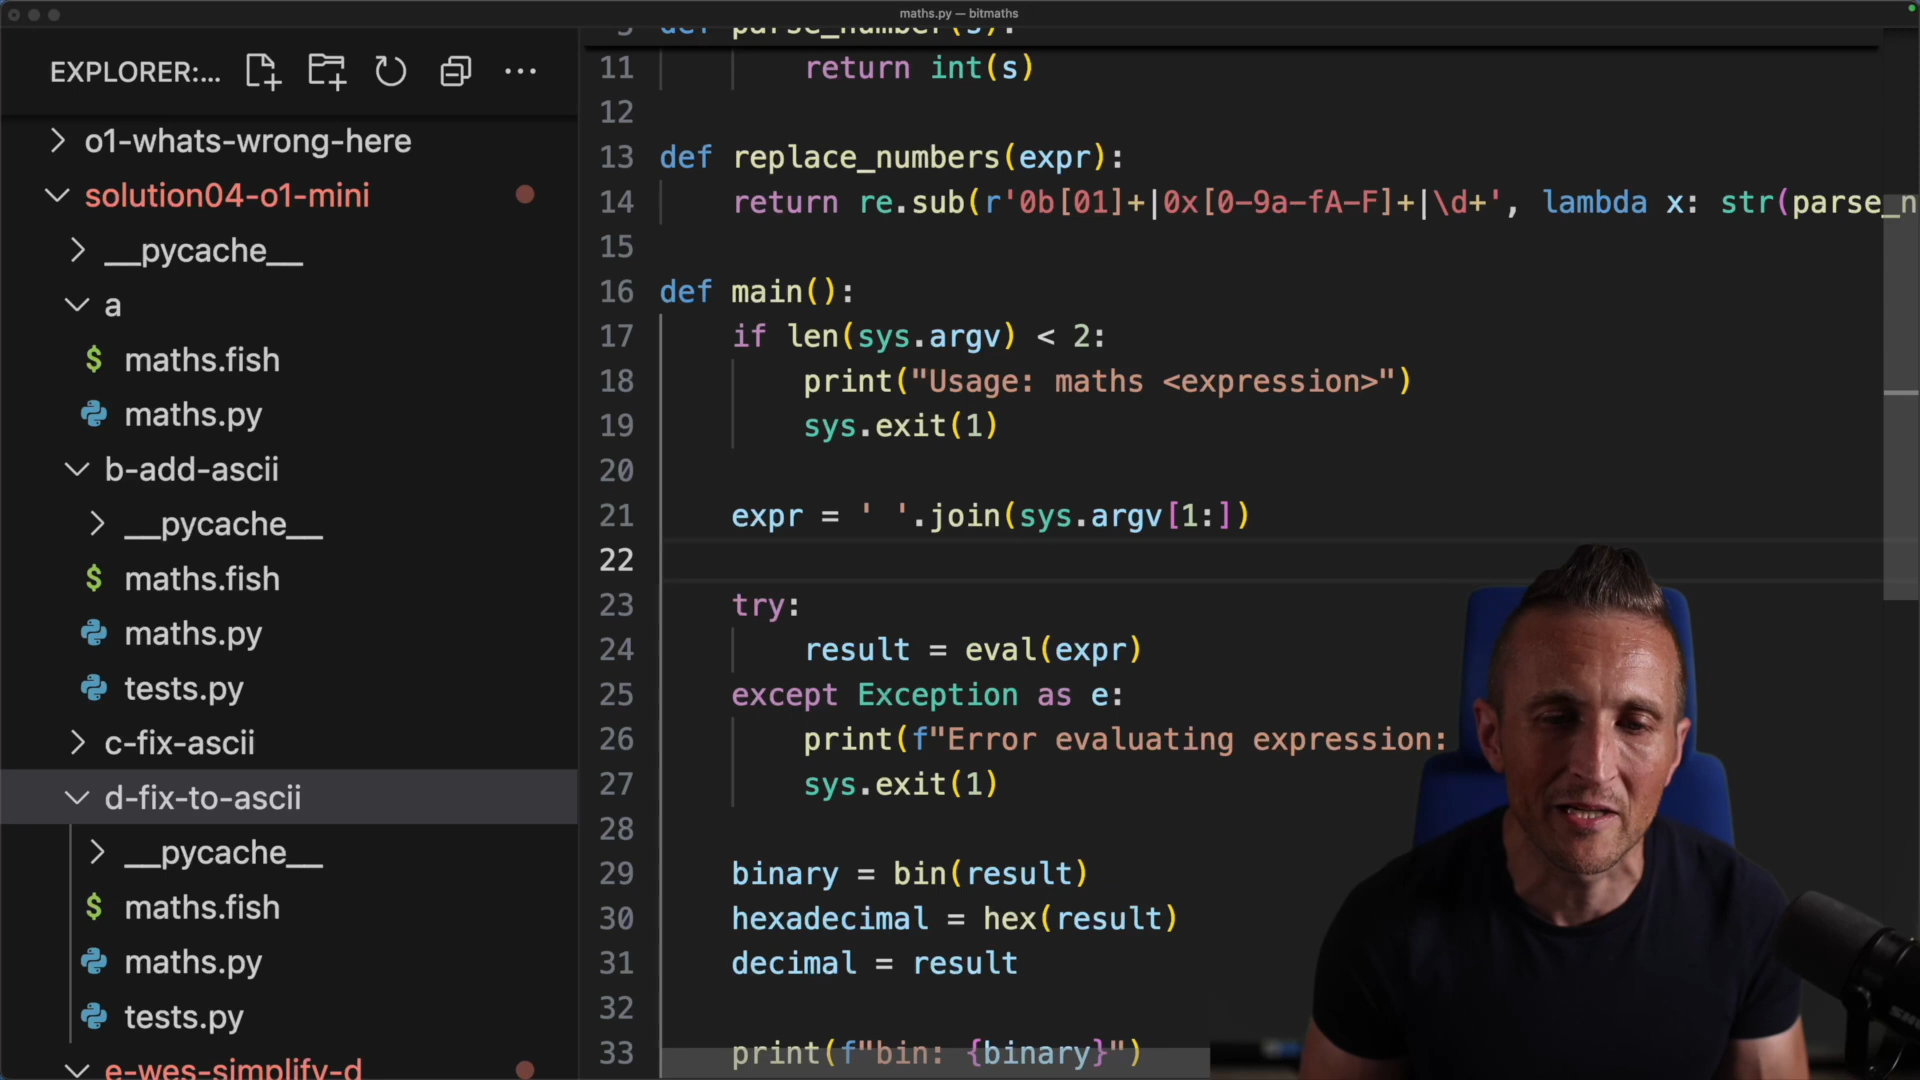 maths.py — bitmaths
EXPLORER:...
o1-whats-wrong-here
solution04-o1-mini
__pycache__
a
maths.fish
maths.py
b-add-ascii
__pycache__
maths.fish
maths.py
tests.py
c-fix-ascii
d-fix-to-ascii
__pycache__
maths.fish
maths.py
tests.py
e-wes-simplify-d
def parse_number(s):
11 return int(s)
12
13 def replace_numbers(expr):
14 return re.sub(r'0b[01]+|0x[0-9a-fA-F]+|\d+', lambda x: str(parse_n
15
16 def main():
17 if len(sys.argv) < 2:
18 print("Usage: maths <expression>")
19 sys.exit(1)
20
21 expr = ' '.join(sys.argv[1:])
22
23 try:
24 result = eval(expr)
25 except Exception as e:
26 print(f"Error evaluating expression:
27 sys.exit(1)
28
29 binary = bin(result)
30 hexadecimal = hex(result)
31 decimal = result
32
33 print(f"bin: {binary}")